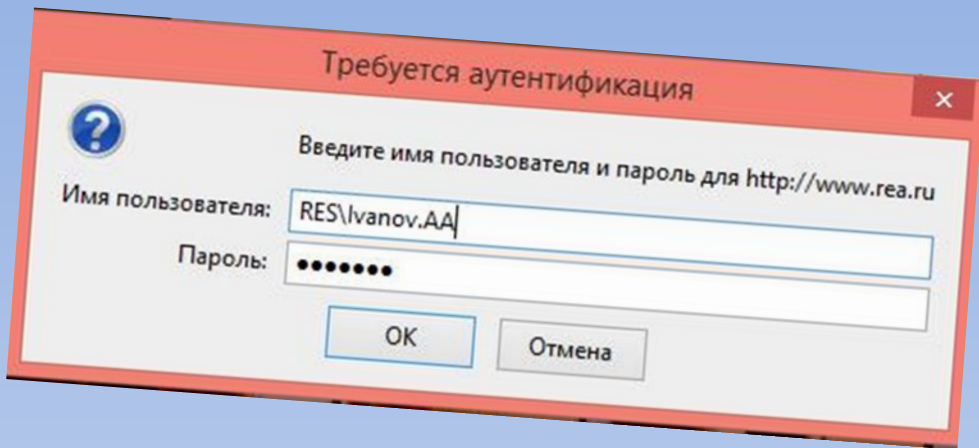 Требуется аутентификация
Введите имя пользователя и пароль для http://www.rea.ru
Имя пользователя: RES\Ivanov.AA
Пароль: •••••••
OK Отмена